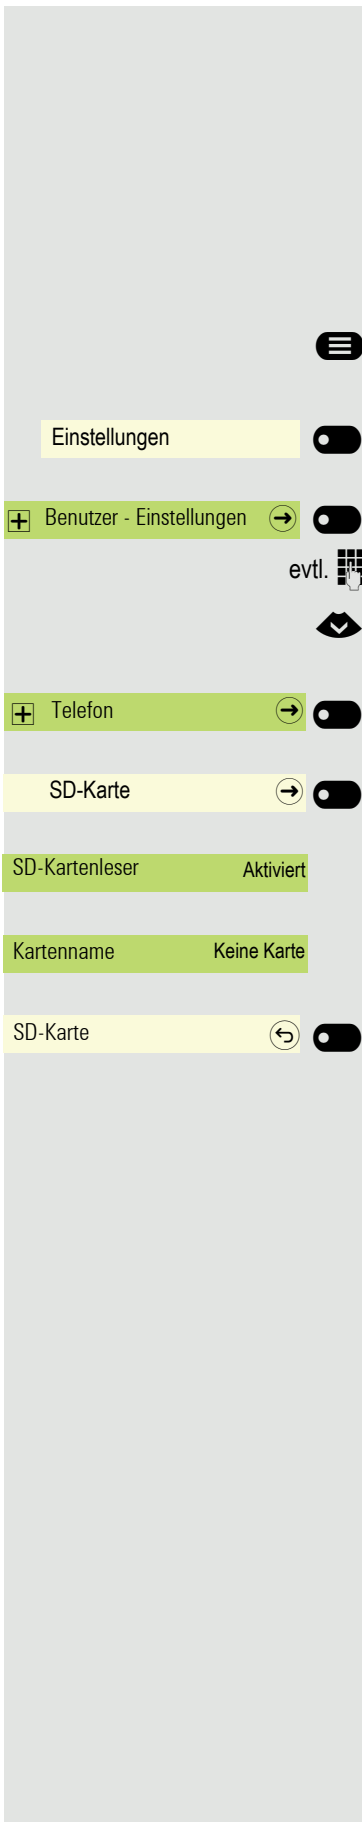 Einstellungen
Benutzer - Einstellungen
evtl.
Telefon
SD-Karte
SD-Kartenleser Aktiviert
Kartenname Keine Karte
SD-Karte